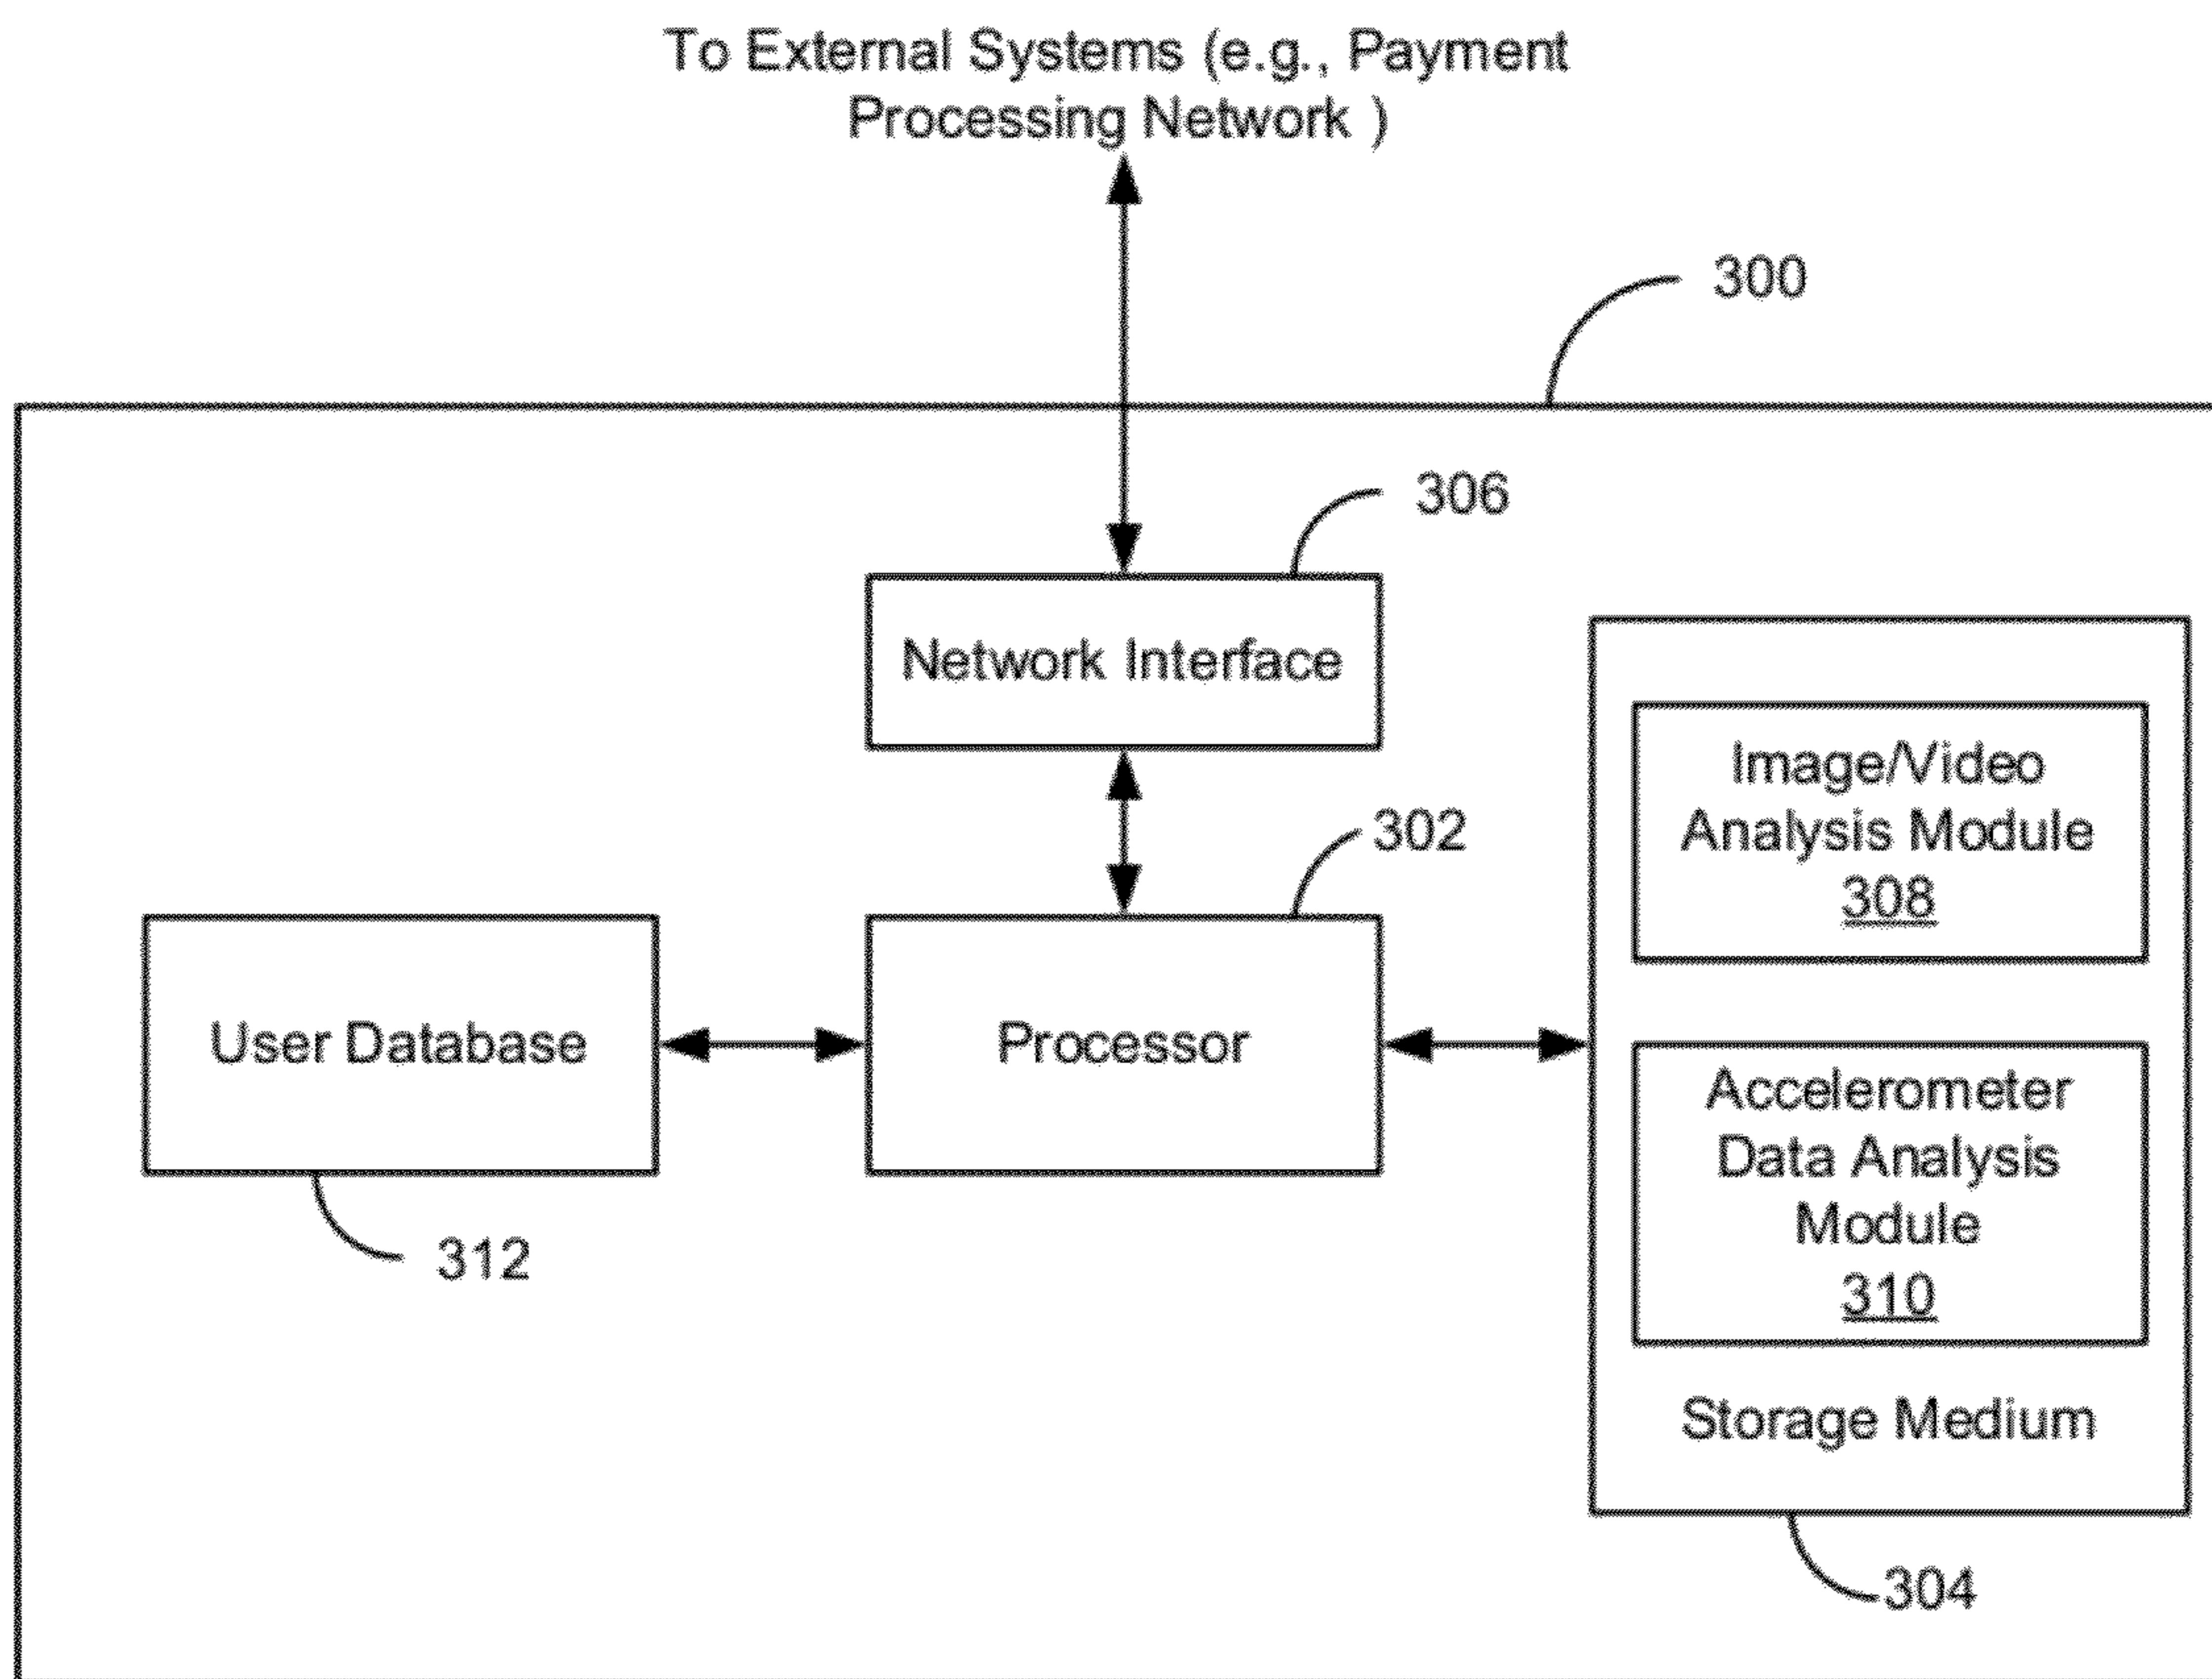 To External Systems (e.g., Payment
Processing Network )
300
306
Network Interface
302
Image/Video
Analysis Module
308
User Database
Processor
Accelerometer
Data Analysis
Module
310
312
Storage Medium
304